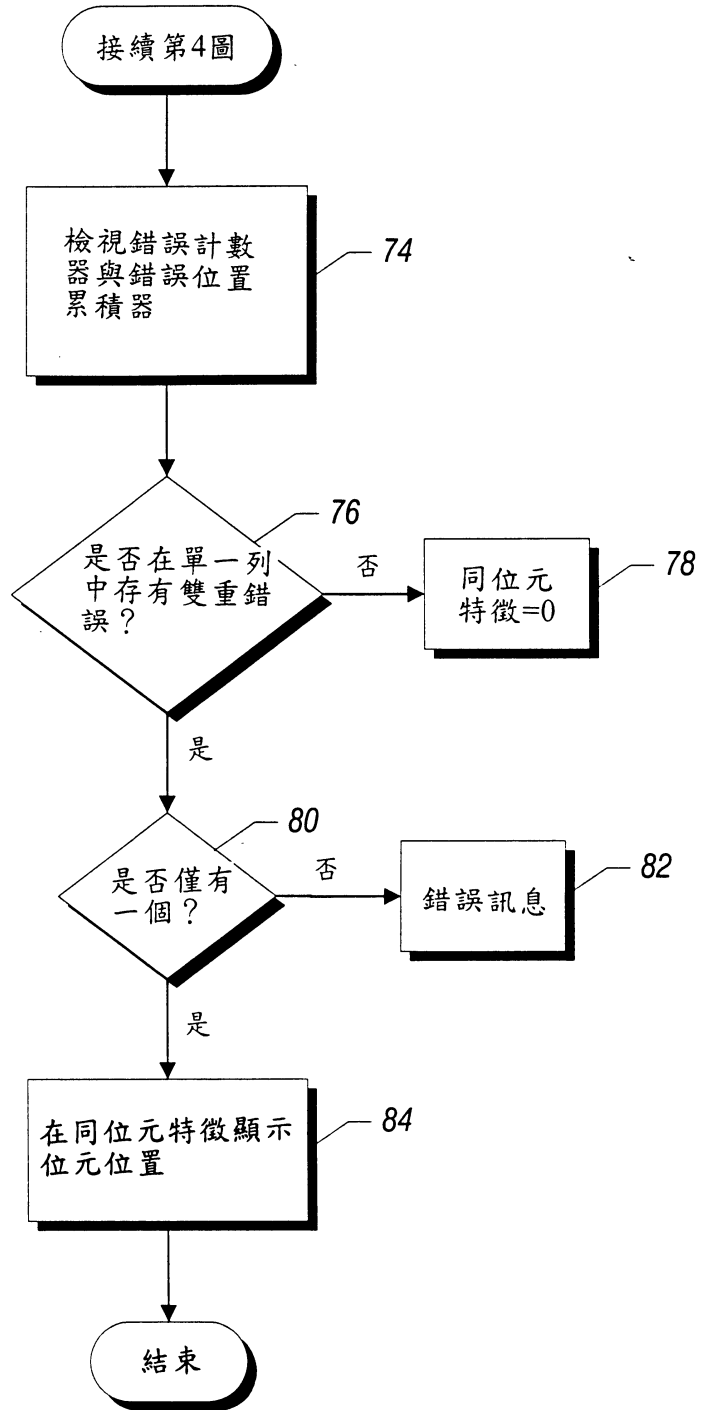 接續第4圖
檢視錯誤計數
器與錯誤位置
累積器
74
是否在單一列
中存有雙重錯
誤？
76
否
同位元
特徵=0
78
是
是否僅有
一個？
80
否
錯誤訊息
82
是
在同位元特徵顯示
位元位置
84
結束